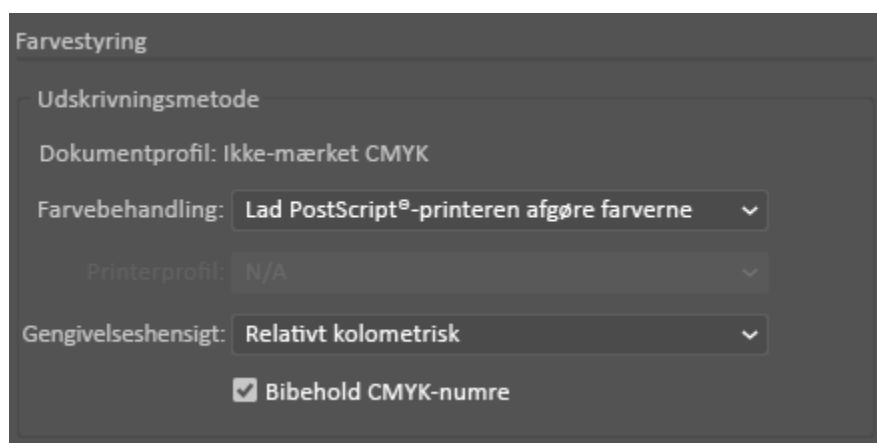 Farvestyring
Udskrivningsmetode
Dokumentprofil: Ikke-mærket CMYK
Farvebehandling: Lad PostScript®-printeren afgøre farverne
Printerprofil: N/A
Gengivelseshensigt: Relativt kolometrisk
Bibehold CMYK-numre